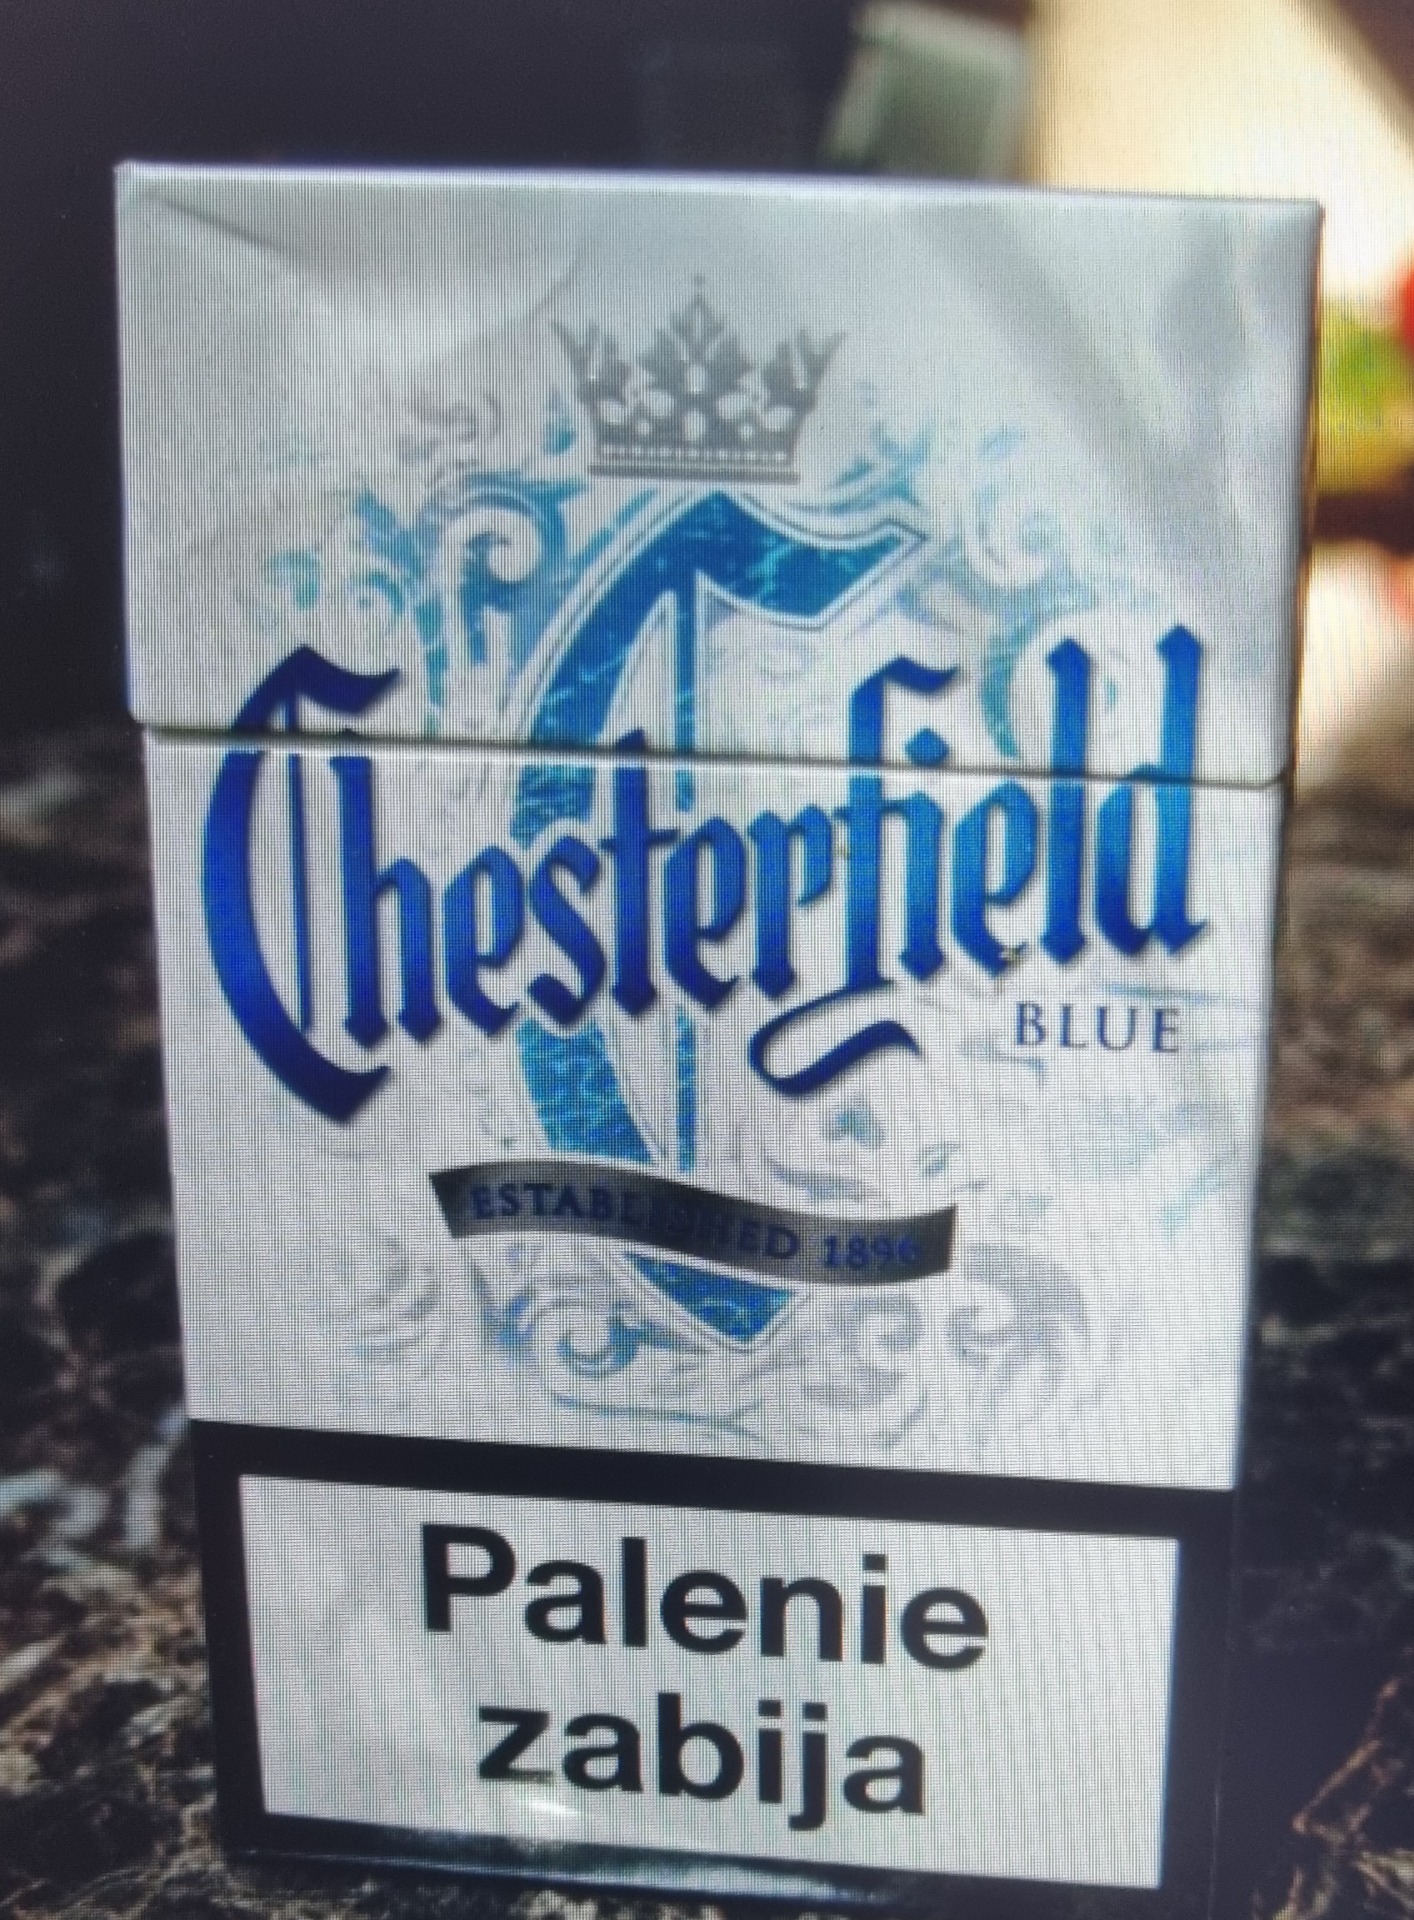 Chesterfield
BLUE
ESTABLISHED 1896
Palenie
zabija